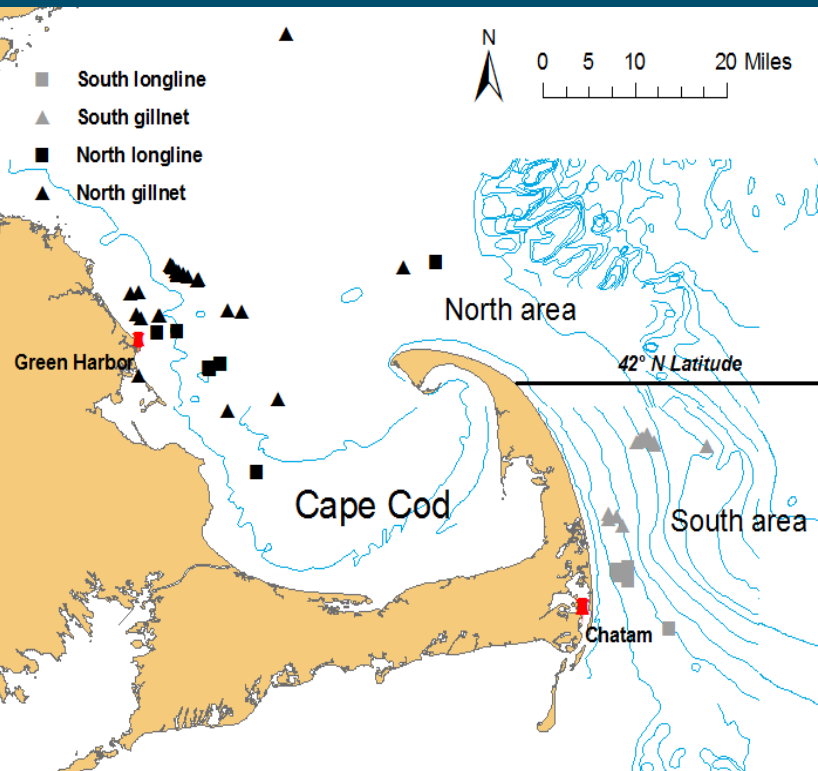 N
0 5 10 20 Miles
South longline
South gillnet
North longline
North gillnet
North area
Green Harbor
42° N Latitude
Cape Cod
South area
Chatam